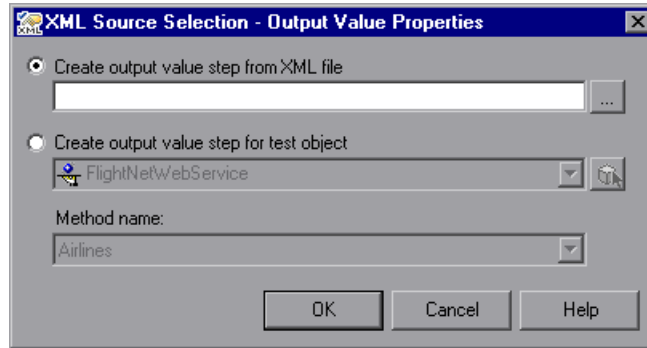 XML Source Selection - Output Value Properties
Create output value step from XML file
...
Create output value step for test object
FlightNetWebService
Method name:
Airlines
OK Cancel Help